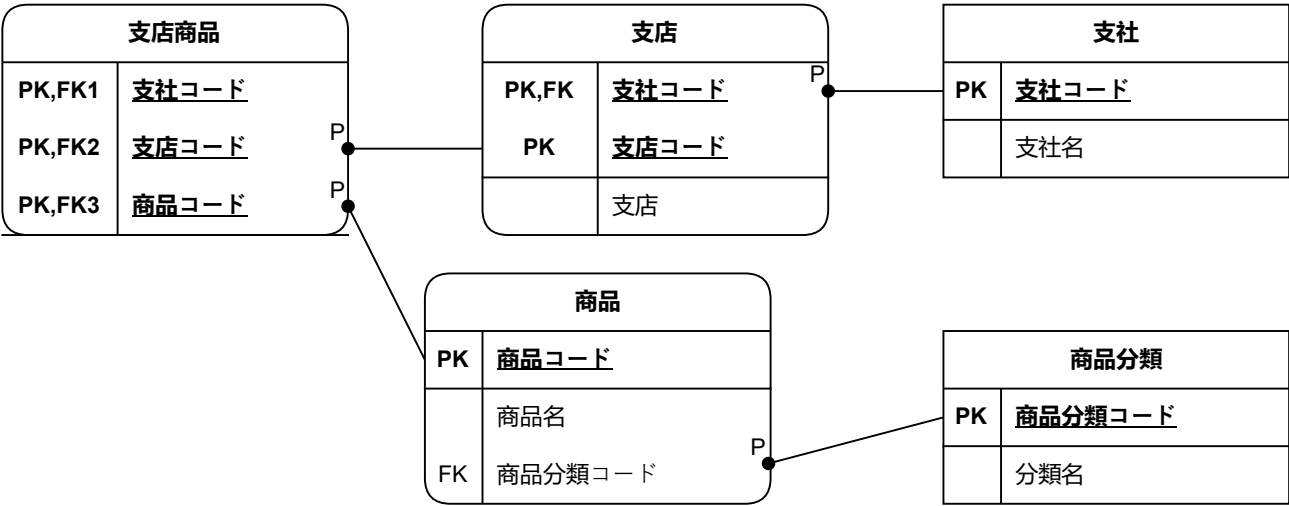 支店商品
PK,FK1 支社コード
PK,FK2 支店コード
P
PK,FK3 商品コード
P
支店
PK,FK 支社コード
P
PK 支店コード
支店
支社
PK 支社コード
支社名
商品
PK 商品コード
商品名
FK 商品分類コード
P
商品分類
PK 商品分類コード
分類名